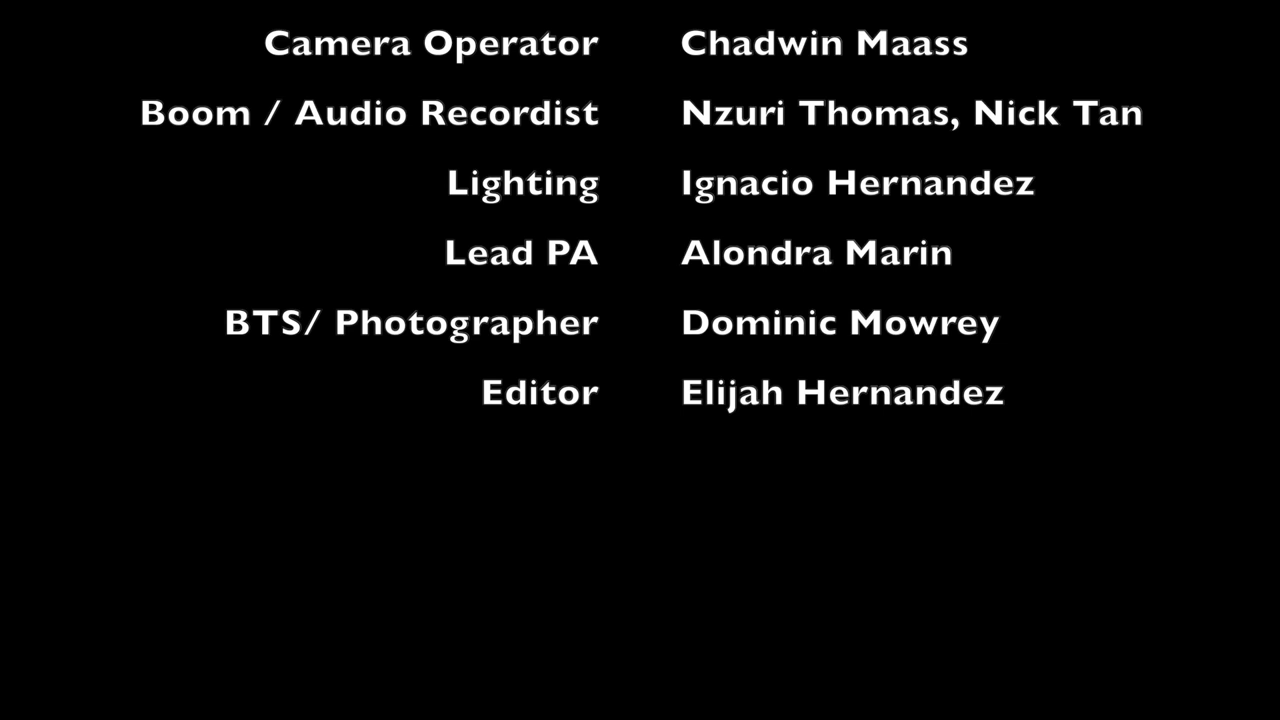 Camera Operator Chadwin Maass
Boom / Audio Recordist Nzuri Thomas, Nick Tan
Lighting Ignacio Hernandez
Lead PA Alondra Marin
BTS/ Photographer Dominic Mowrey
Editor Elijah Hernandez